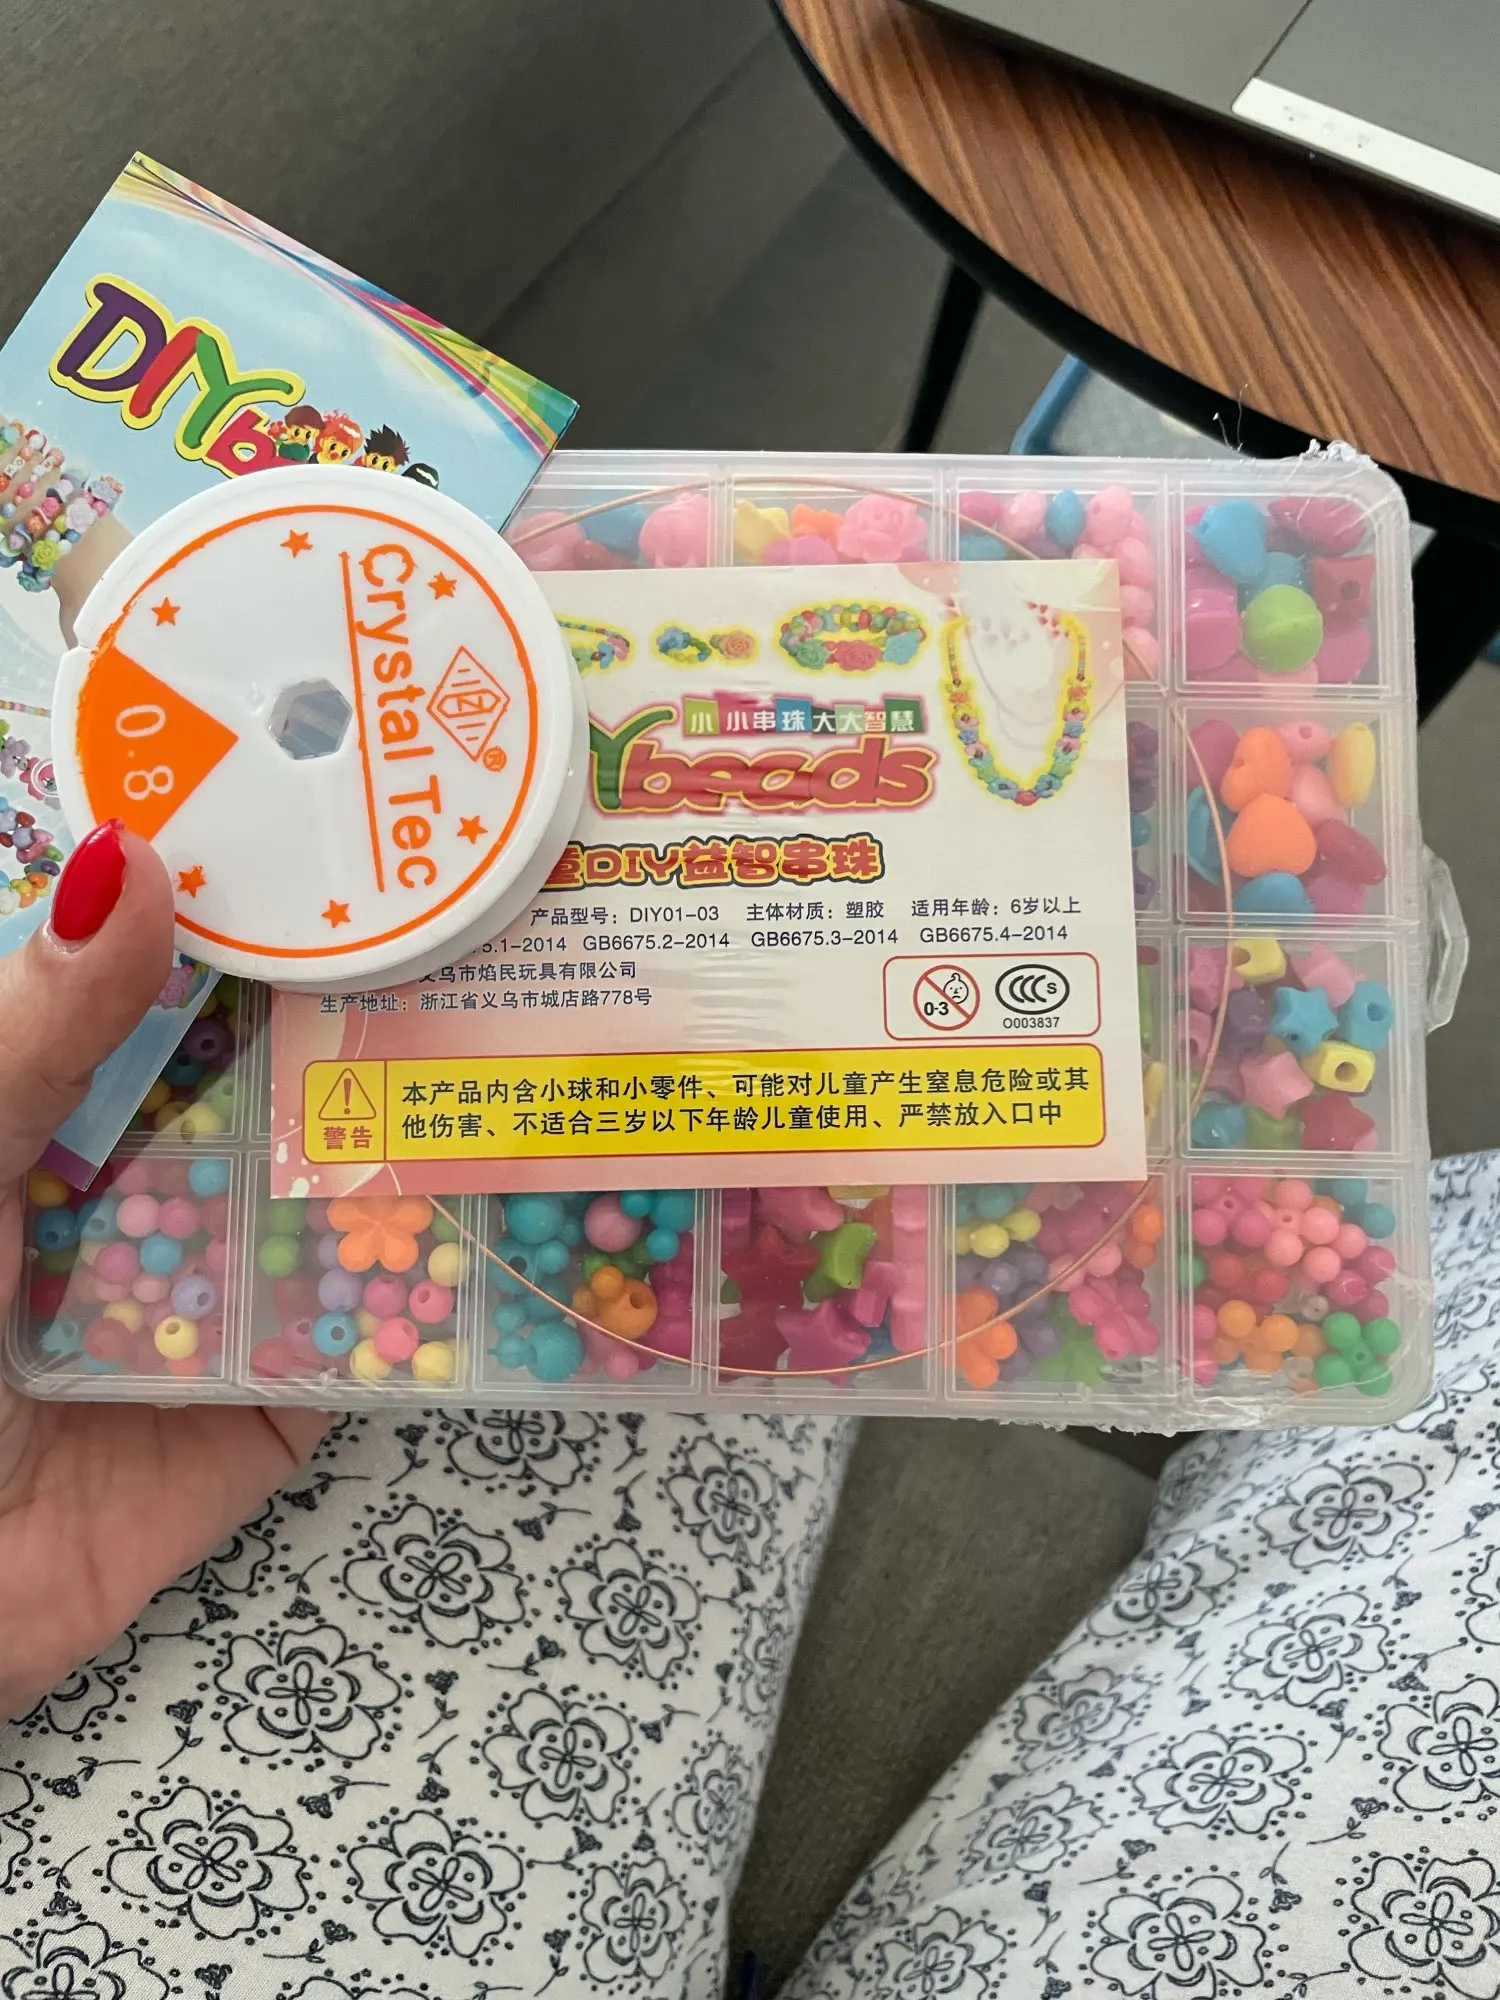 DIY
Crystal Tec
®
0.8
小小串珠大大智慧
Ybeads
童DIY益智串珠
产品型号：DIY01-03 主体材质：塑胶 适用年龄：6岁以上
5.1-2014 GB6675.2-2014 GB6675.3-2014 GB6675.4-2014
义乌市焰民玩具有限公司
生产地址：浙江省义乌市城店路778号
0-3
CCC S
0003837
警告
本产品内含小球和小零件、可能对儿童产生窒息危险或其
他伤害、不适合三岁以下年龄儿童使用、严禁放入口中